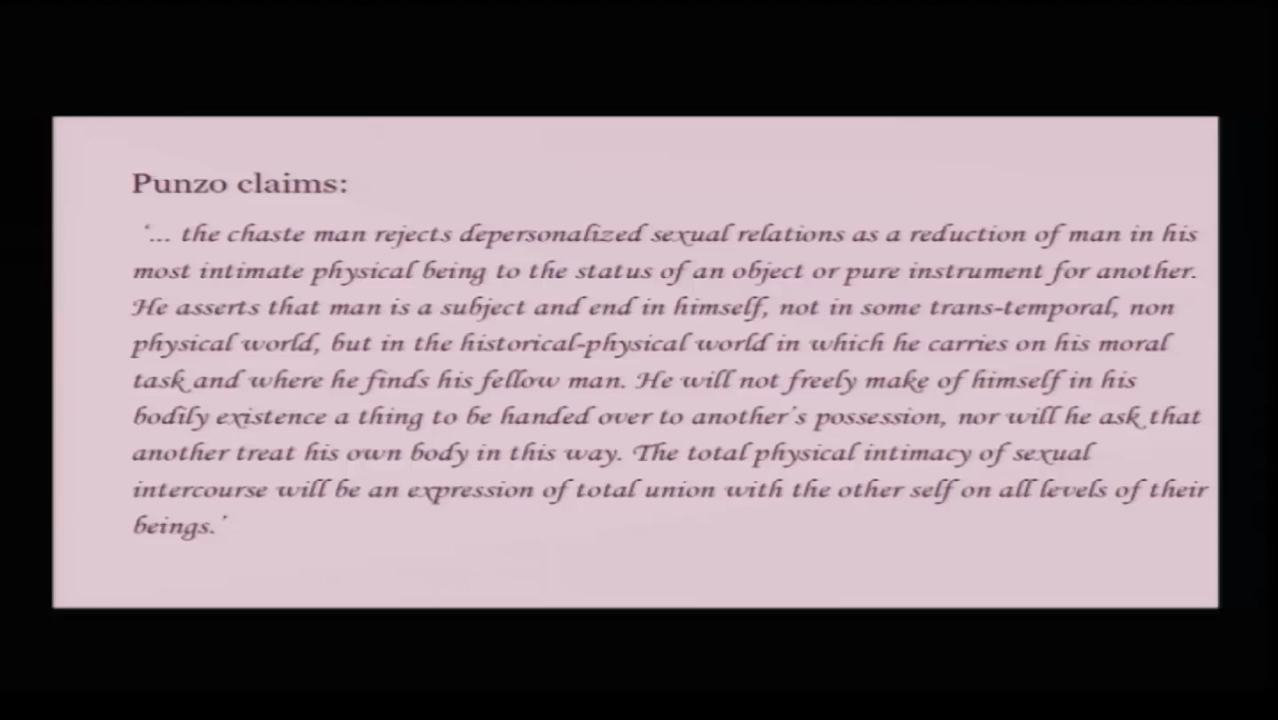 Punzo claims:
‘... the chaste man rejects depersonalized sexual relations as a reduction of man in his
most intimate physical being to the status of an object or pure instrument for another.
He asserts that man is a subject and end in himself, not in some trans-temporal, non
physical world, but in the historical-physical world in which he carries on his moral
task and where he finds his fellow man. He will not freely make of himself in his
bodily existence a thing to be handed over to another's possession, nor will he ask that
another treat his own body in this way. The total physical intimacy of sexual
intercourse will be an expression of total union with the other self on all levels of their
beings.’